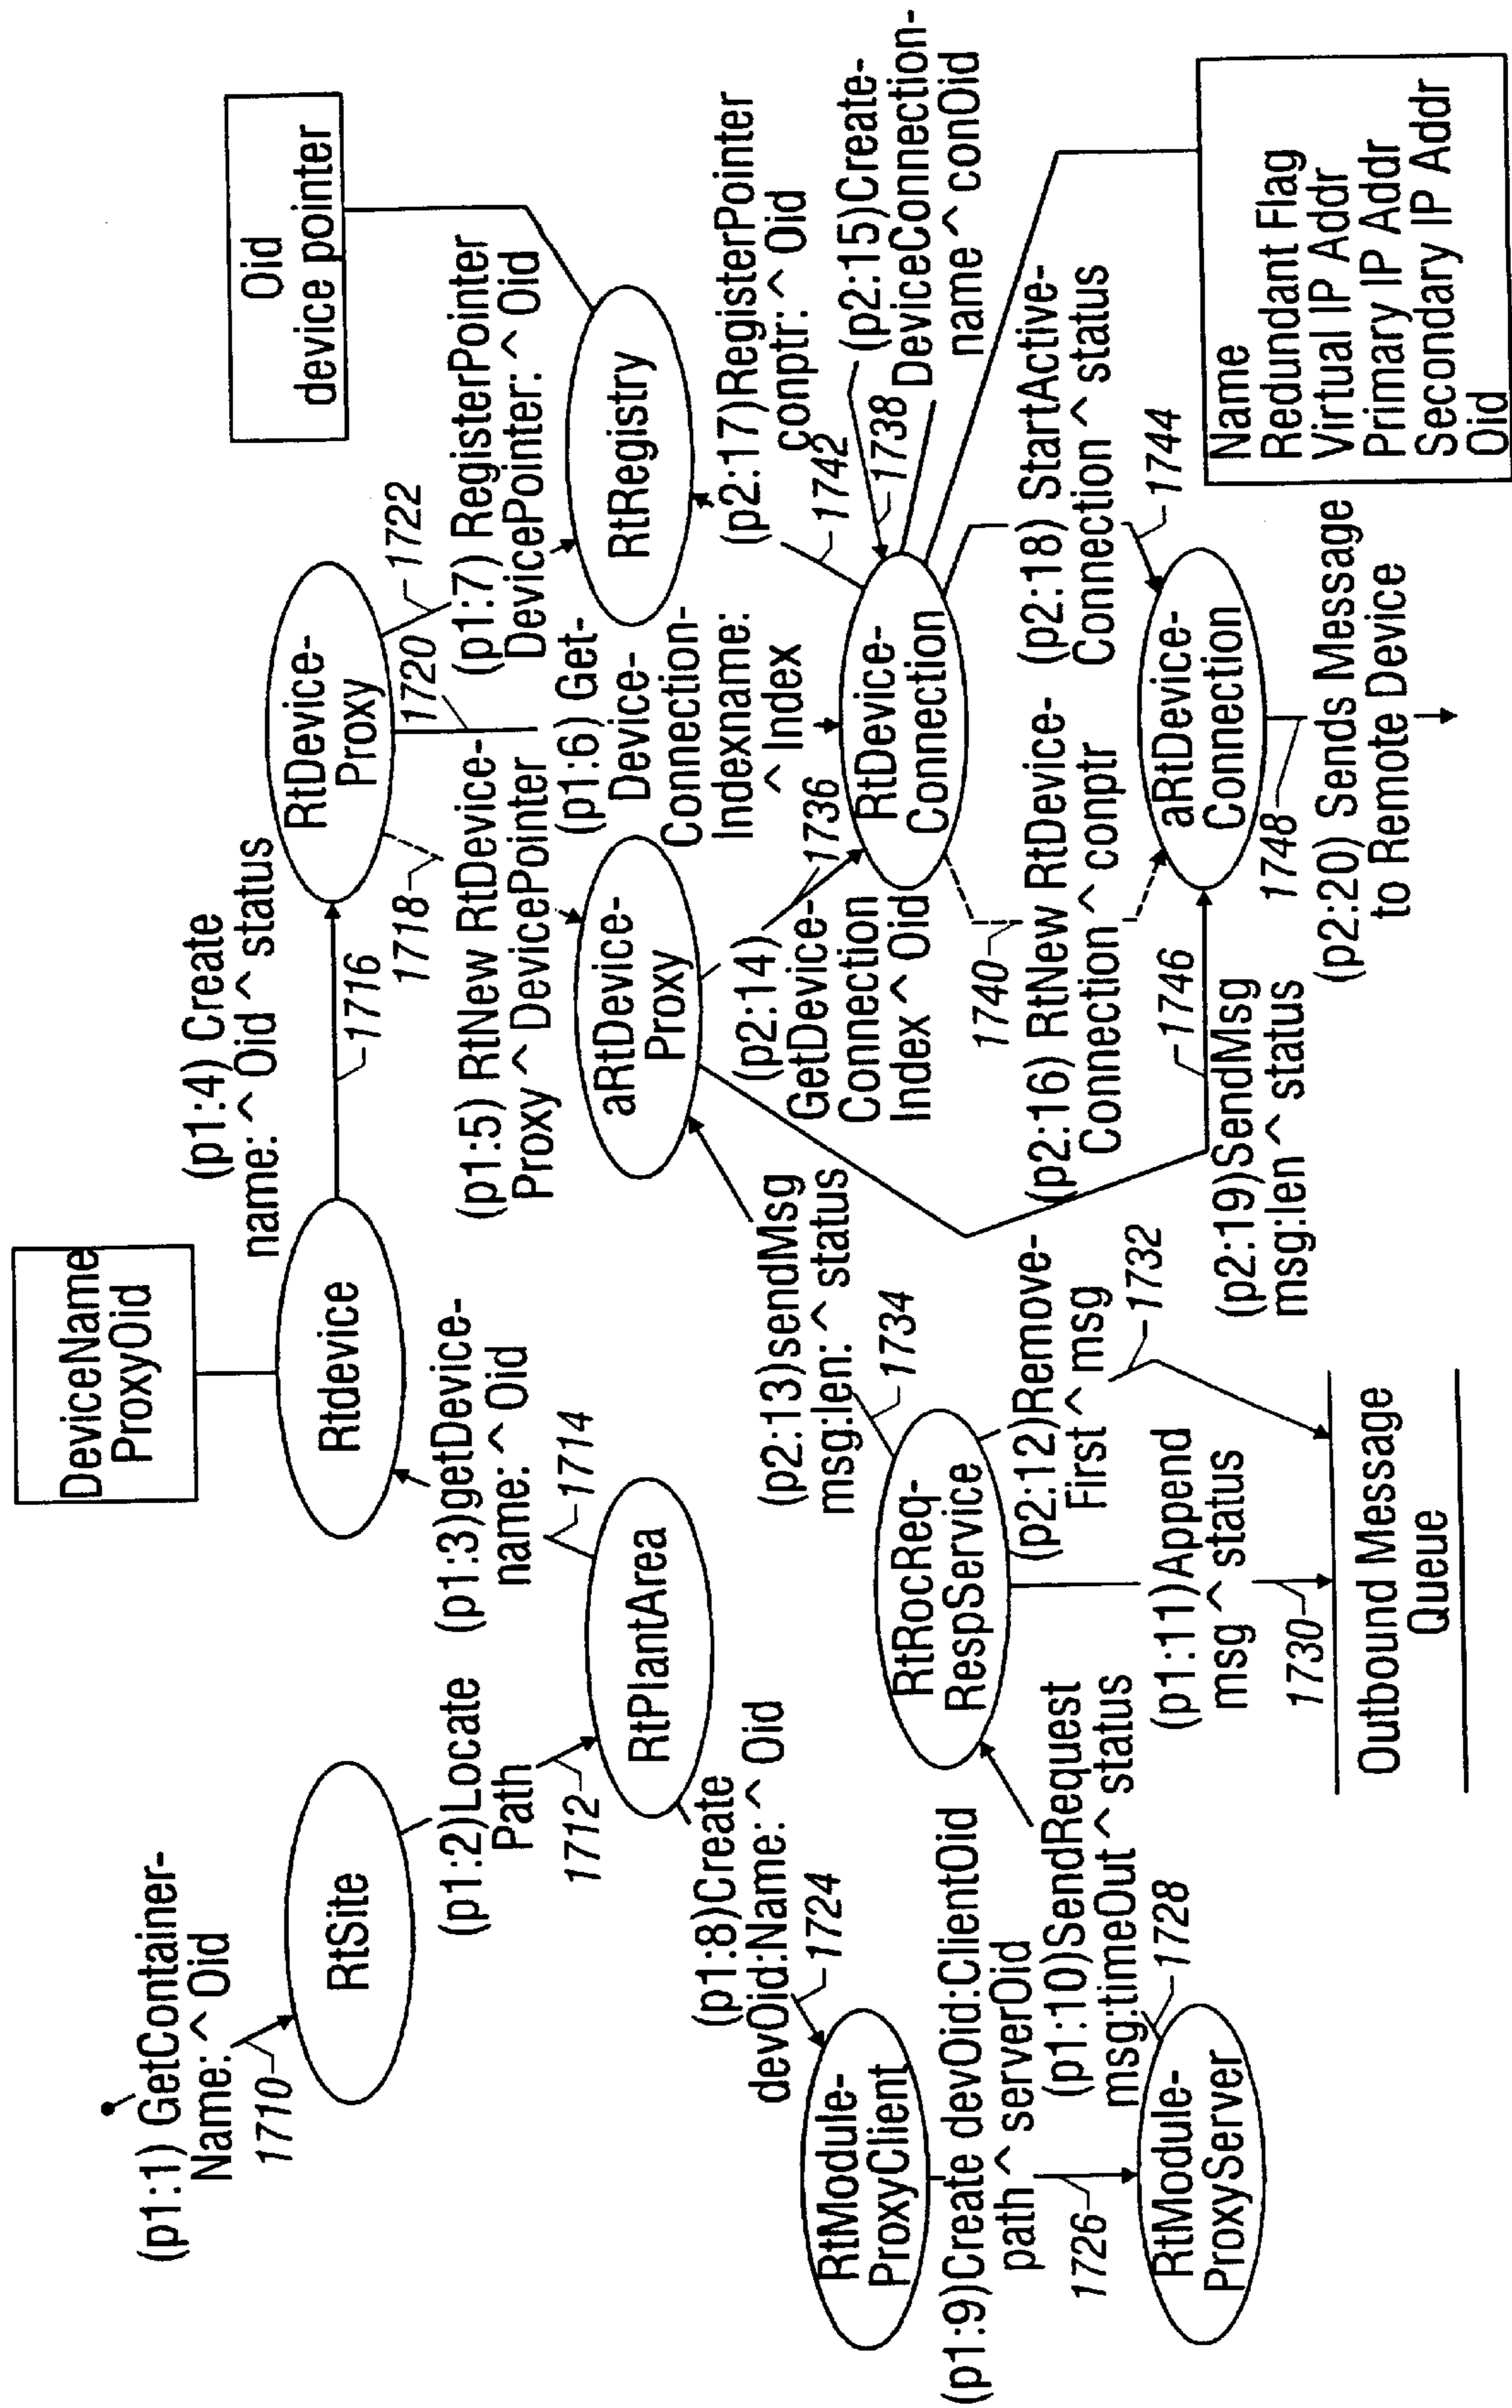 (p1:1) GetContainer-
Name: ^ Oid
1710
RtSite
(p1:2)Locate
Path
1712
RtPlantArea
(p1:3)getDevice-
name: ^ Oid
1714
DeviceName
ProxyOid
Rtdevice
(p1:4) Create
name: ^ Oid ^ status
1716
RtDevice-
Proxy
1718
(p1:5) RtNew RtDevice-
Proxy ^ DevicePointer
1720
1722
(p1:6) Get-
Device-
Connection-
Indexname:
^ Index
(p1:7) RegisterPointer
DevicePointer: ^ Oid
Oid
device pointer
RtRegistry
aRtDevice-
Proxy
(p1:8)Create
devOid:Name: ^ Oid
1724
RtModule-
ProxyClient
(p1:9)Create devOid:ClientOid
path ^ serverOid
1726
RtModule-
ProxyServer
(p1:10)SendRequest
msg:timeOut ^ status
1728
RtRocReq-
RespService
(p1:11)Append
msg ^ status
1730
Outbound Message
Queue
(p2:12)Remove-
First ^ msg
1732
(p2:13)sendMsg
msg:len: ^ status
1734
(p2:14)
GetDevice-
Connection
Index ^ Oid
1736
RtDevice-
Connection
(p2:15)Create-
DeviceConnection-
name ^ conOid
1738
(p2:16) RtNew RtDevice-
Connection ^ conptr
1740
(p2:17)RegisterPointer
conptr: ^ Oid
1742
(p2:18) StartActive-
Connection ^ status
1744
aRtDevice-
Connection
1746
(p2:19)SendMsg
msg:len ^ status
1748
(p2:20) Sends Message
to Remote Device
Name
Redundant Flag
Virtual IP Addr
Primary IP Addr
Secondary IP Addr
Oid